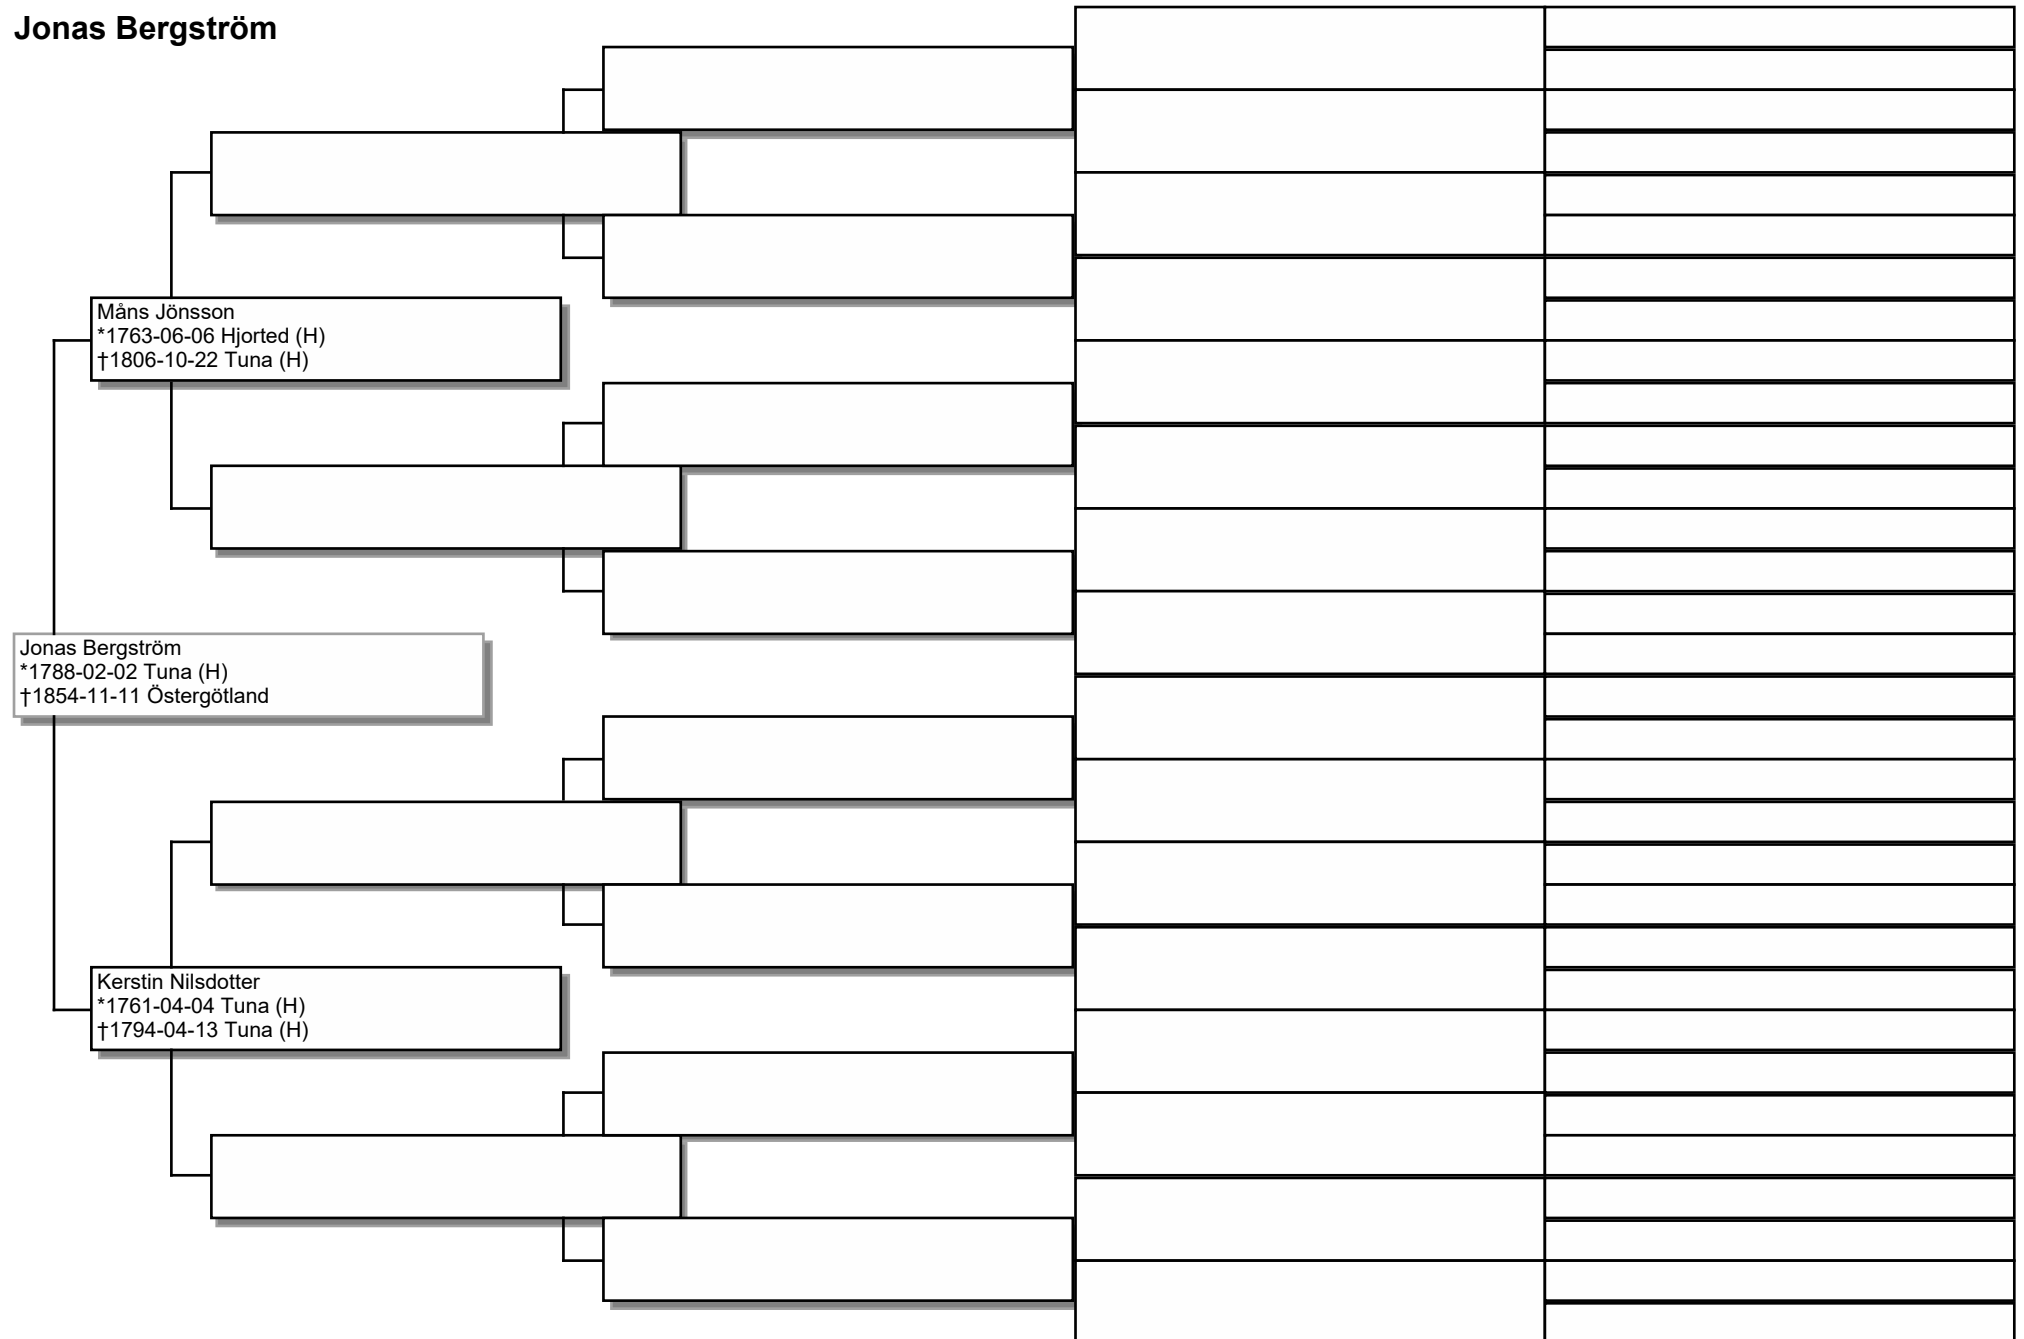 Jonas Bergström
Måns Jönsson
*1763-06-06 Hjorted (H)
†1806-10-22 Tuna (H)
Jonas Bergström
*1788-02-02 Tuna (H)
†1854-11-11 Östergötland
Kerstin Nilsdotter
*1761-04-04 Tuna (H)
†1794-04-13 Tuna (H)